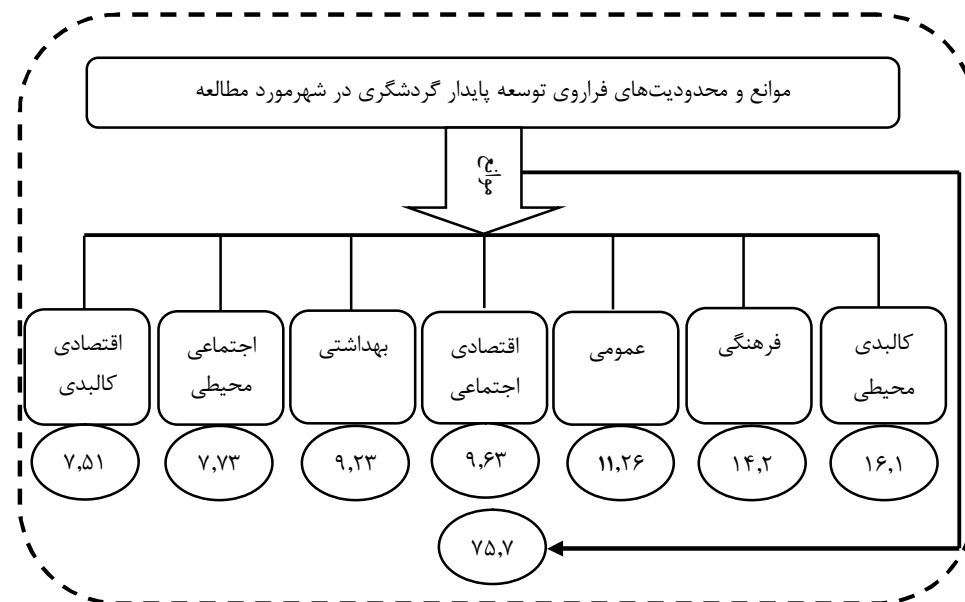 موانع و محدودیت‌های فراروی توسعه پایدار گردشگری در شهرمورد مطالعه
موانع
کالبدی
محیطی
فرهنگی
عمومی
اقتصادی
اجتماعی
بهداشتی
اجتماعی
محیطی
اقتصادی
کالبدی
۱۶,۱
۱۴,۲
۱۱,۲۶
۹,۶۳
۹,۲۳
۷,۷۳
۷,۵۱
۷۵,۷